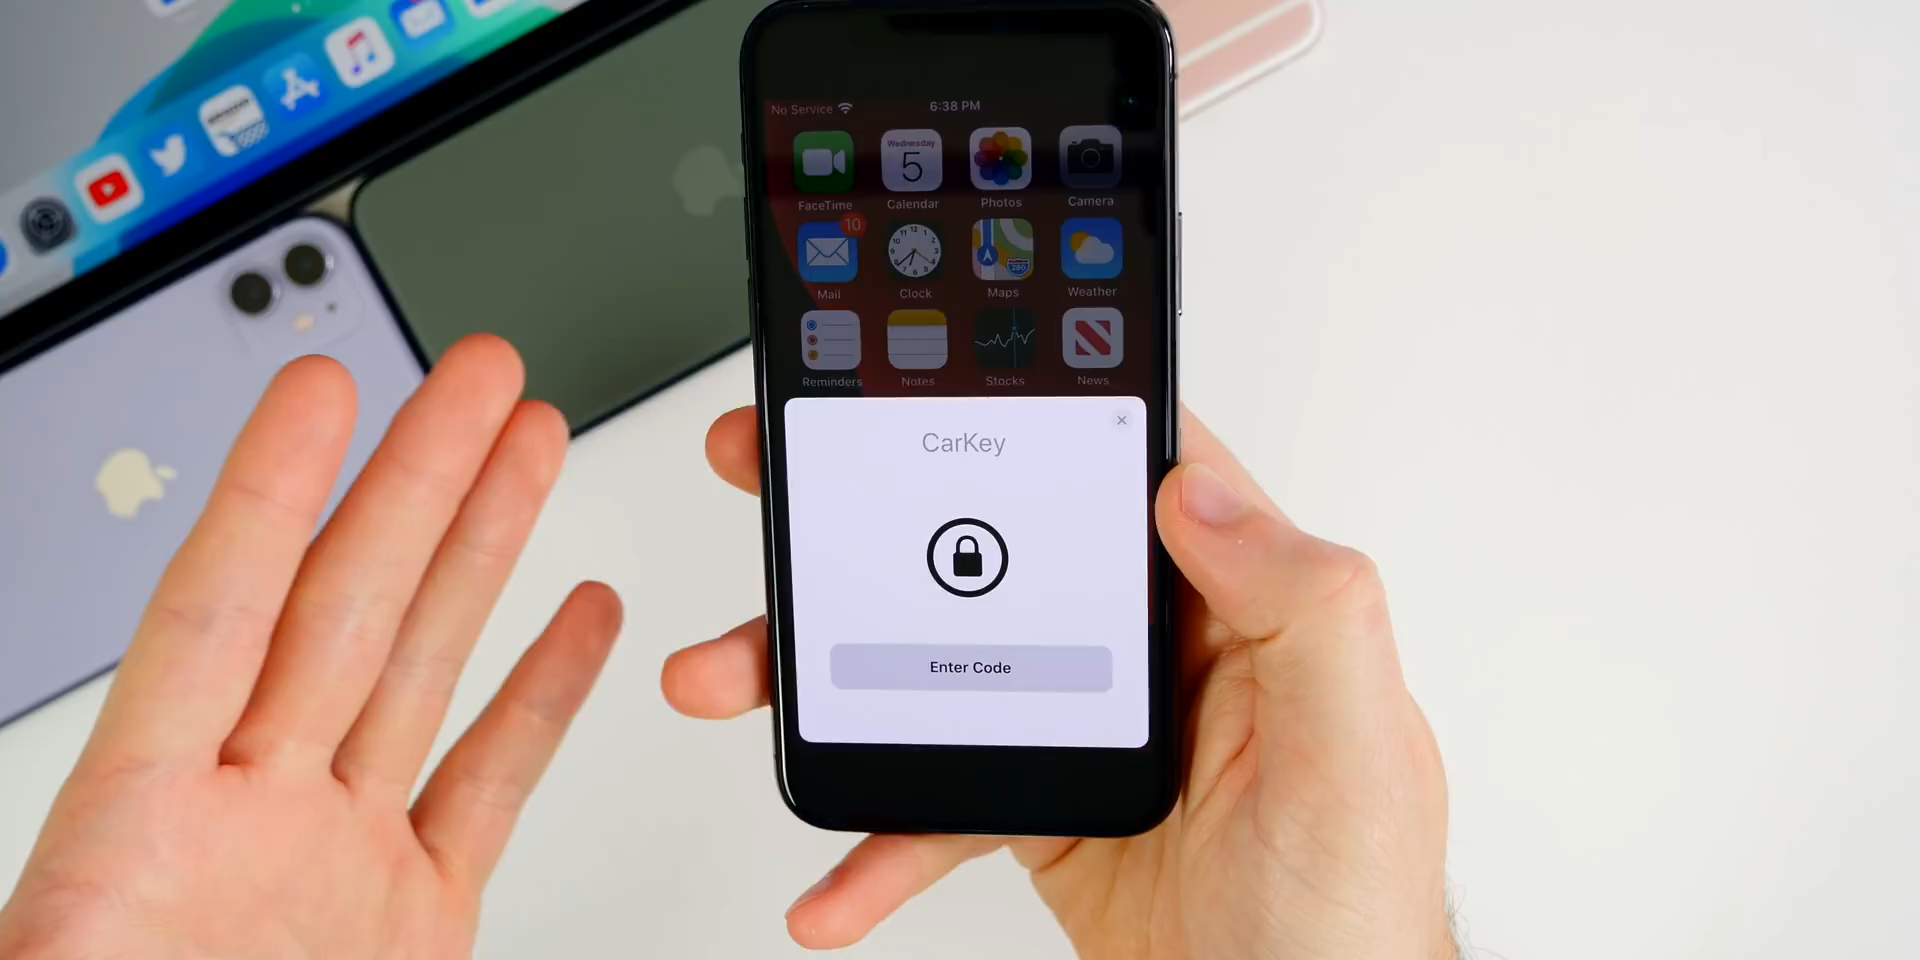 No Service
6:38 PM
Wednesday
5
FaceTime
Calendar
Photos
Camera
10
280
Mail
Clock
Maps
Weather
Reminders
Notes
Stocks
News
CarKey
Enter Code